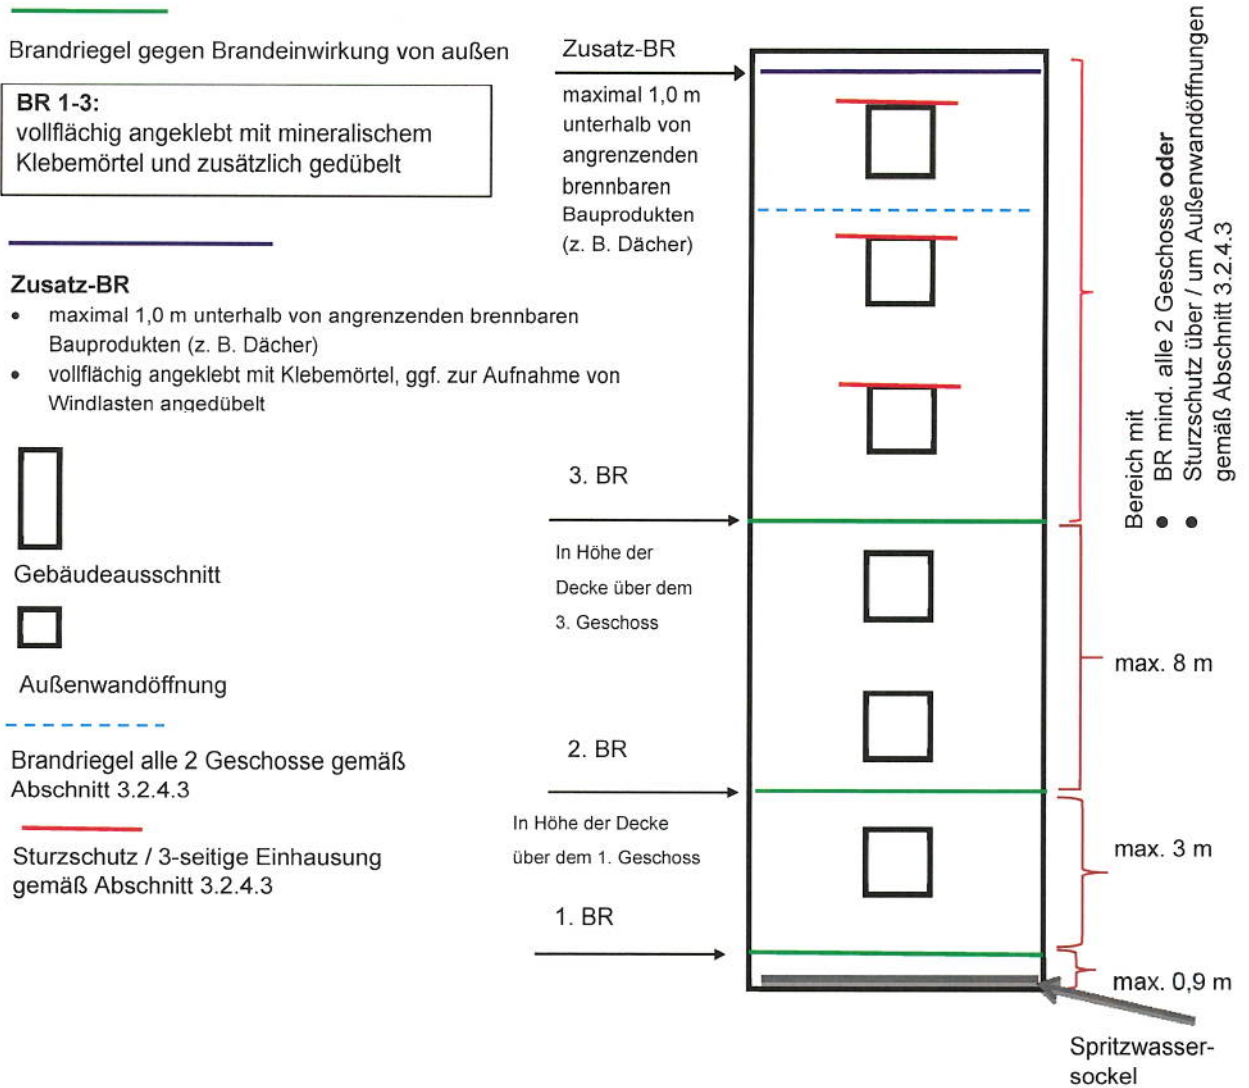 Brandriegel gegen Brandeinwirkung von außen
BR 1-3:
vollflächig angeklebt mit mineralischem
Klebemörtel und zusätzlich gedübelt
Zusatz-BR
• maximal 1,0 m unterhalb von angrenzenden brennbaren
Bauprodukten (z. B. Dächer)
• vollflächig angeklebt mit Klebemörtel, ggf. zur Aufnahme von
Windlasten angedübelt
Gebäudeausschnitt
Außenwandöffnung
Brandriegel alle 2 Geschosse gemäß
Abschnitt 3.2.4.3
Sturzschutz / 3-seitige Einhausung
gemäß Abschnitt 3.2.4.3
Zusatz-BR
maximal 1,0 m
unterhalb von
angrenzenden
brennbaren
Bauprodukten
(z. B. Dächer)
3. BR
In Höhe der
Decke über dem
3. Geschoss
2. BR
In Höhe der Decke
über dem 1. Geschoss
1. BR
Bereich mit
• BR mind. alle 2 Geschosse oder
• Sturzschutz über / um Außenwandöffnungen
gemäß Abschnitt 3.2.4.3
max. 8 m
max. 3 m
max. 0,9 m
Spritzwasser-
sockel